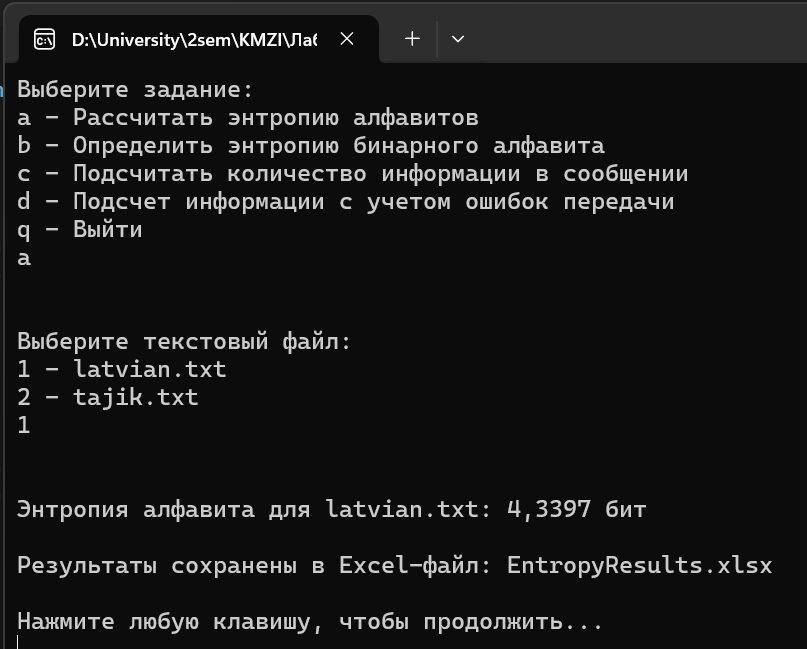 D:\University\2sem\KMZI\Лаб
Выберите задание:
a – Рассчитать энтропию алфавитов
b – Определить энтропию бинарного алфавита
c – Подсчитать количество информации в сообщении
d – Подсчет информации с учетом ошибок передачи
q – Выйти
a
Выберите текстовый файл:
1 – latvian.txt
2 – tajik.txt
1
Энтропия алфавита для latvian.txt: 4,3397 бит
Результаты сохранены в Excel-файл: EntropyResults.xlsx
Нажмите любую клавишу, чтобы продолжить...